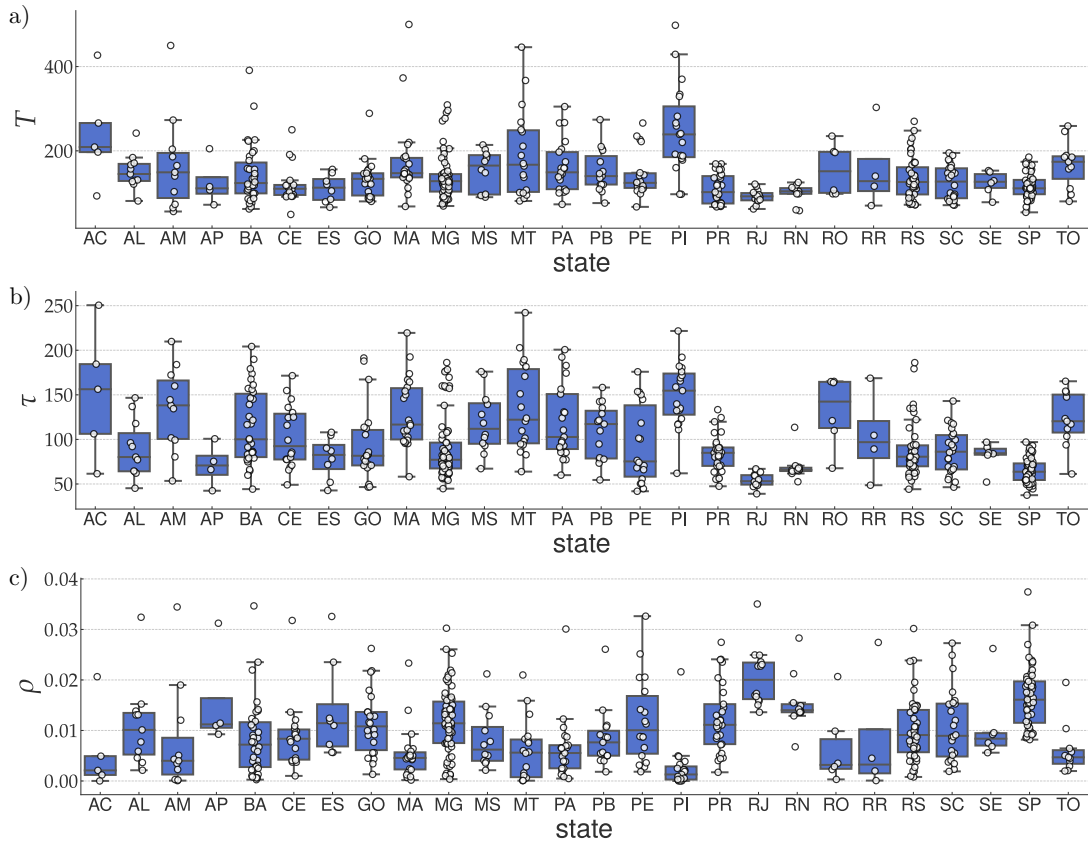 a)
400
200
T
AC AL AM AP BA CE ES GO MA MG MS MT PA PB PE PI PR RJ RN RO RR RS SC SE SP TO
state
b)
250
200
150
100
50
τ
AC AL AM AP BA CE ES GO MA MG MS MT PA PB PE PI PR RJ RN RO RR RS SC SE SP TO
state
c)
0.04
0.03
0.02
0.01
0.00
ρ
AC AL AM AP BA CE ES GO MA MG MS MT PA PB PE PI PR RJ RN RO RR RS SC SE SP TO
state